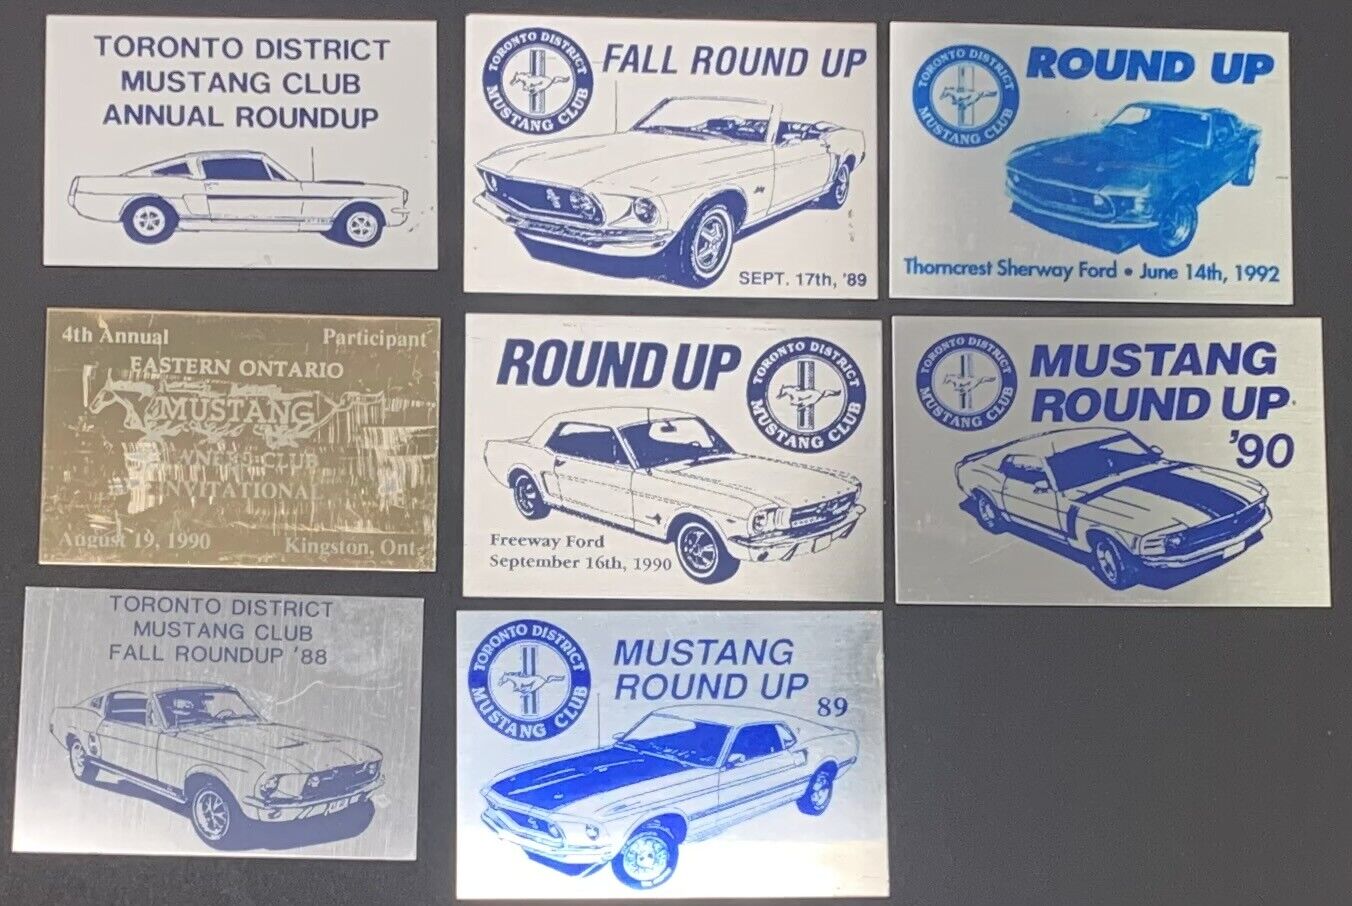 TORONTO DISTRICT
MUSTANG CLUB
ANNUAL ROUNDUP
TORONTO DISTRICT
MUSTANG CLUB
FALL ROUND UP
SEPT. 17th, '89
TORONTO DISTRICT
MUSTANG CLUB
ROUND UP
Thorncrest Sherway Ford • June 14th, 1992
4th Annual Participant
EASTERN ONTARIO
MUSTANG
CLUB
INVITATIONAL
August 19, 1990 Kingston, Ont.
ROUND UP
TORONTO DISTRICT
MUSTANG CLUB
Freeway Ford
September 16th, 1990
TORONTO DISTRICT
MUSTANG CLUB
MUSTANG
ROUND UP
'90
TORONTO DISTRICT
MUSTANG CLUB
FALL ROUNDUP '88
TORONTO DISTRICT
MUSTANG CLUB
MUSTANG
ROUND UP
89